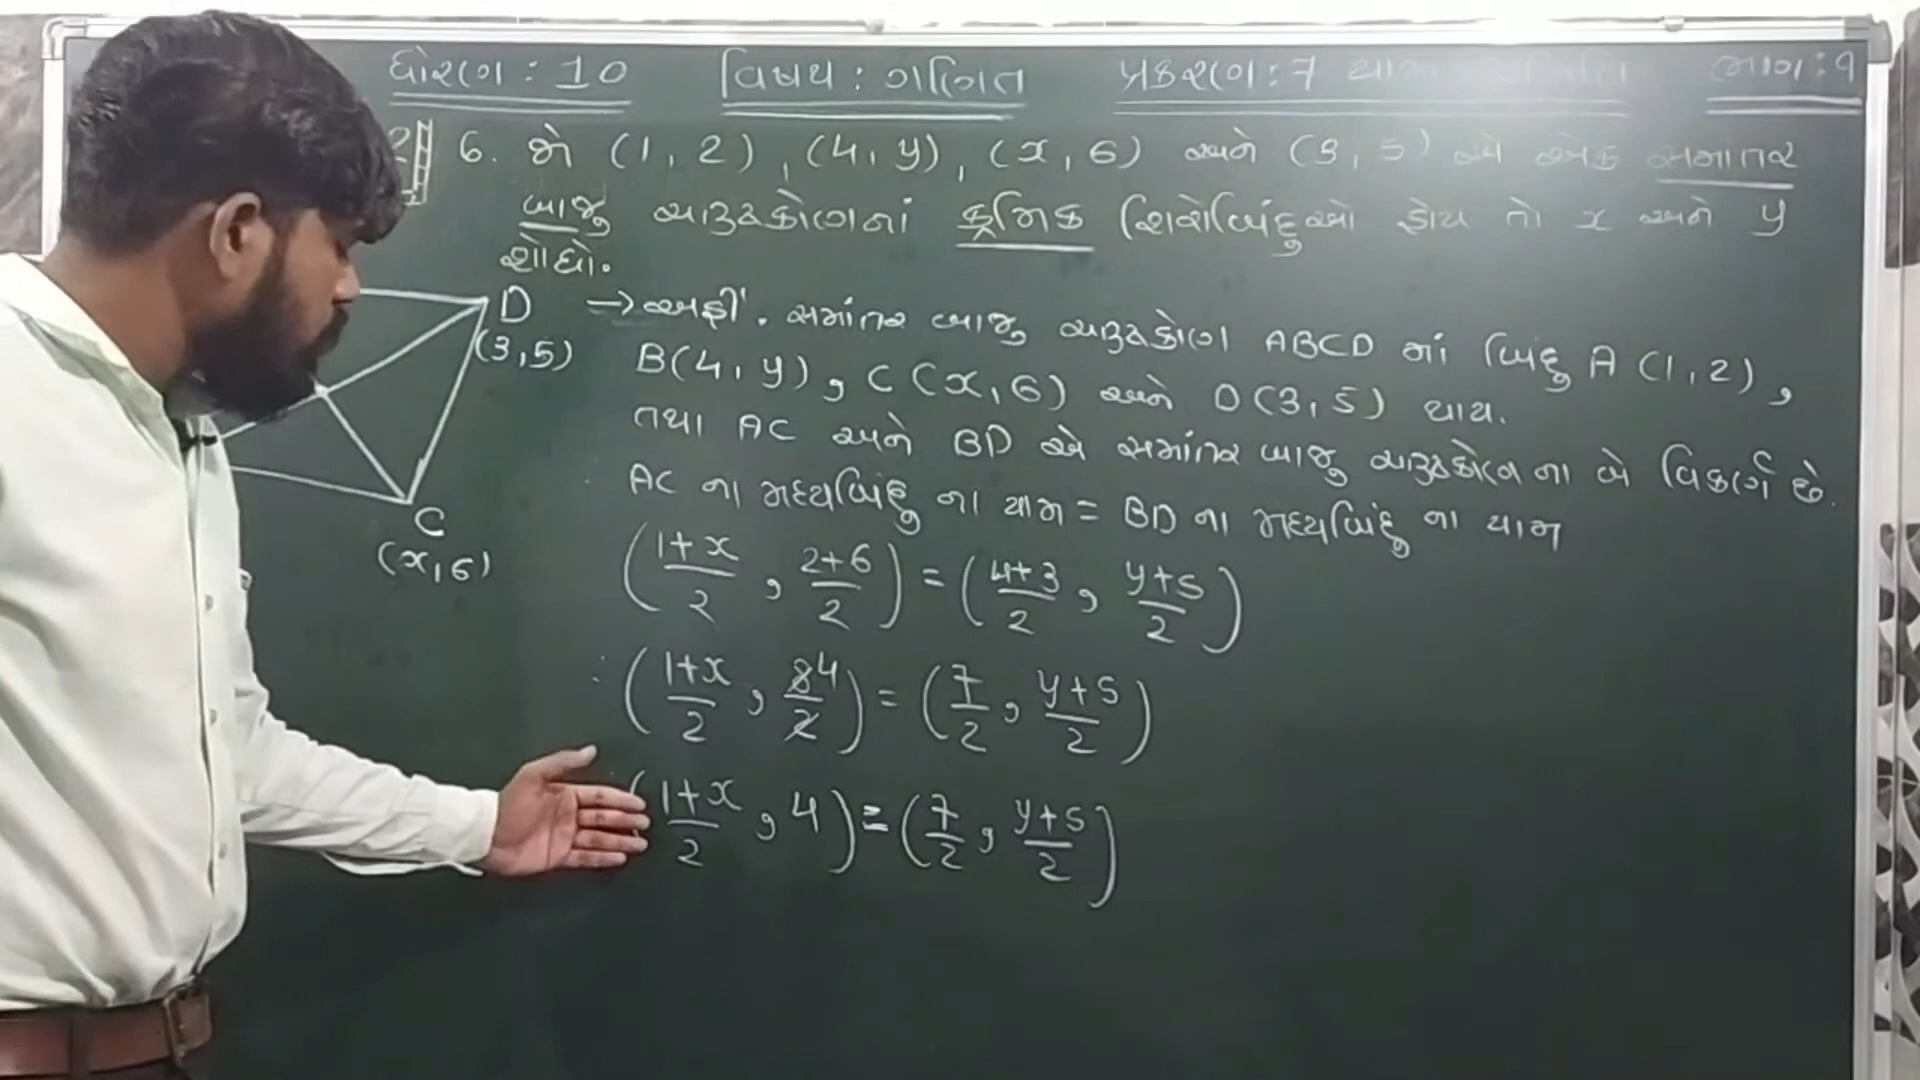 ધોરણ : 10 વિષય : ગણિત પ્રકરણ : 7 ભાગ : 9
6. જો (1, 2), (4, y), (x, 6) અને (3, 5) એ એક સમાંતર
બાજુ ચતુષ્કોણનાં ક્રમિક શિરોબિંદુઓ હોય તો x અને y
શોધો.
D
(3, 5)
C
(x, 6)
→ અહીં, સમાંતર બાજુ ચતુષ્કોણ ABCD માં બિંદુ A (1, 2),
B(4, y), C (x, 6) અને D(3, 5) થાય.
તથા AC અને BD એ સમાંતર બાજુ ચતુષ્કોણ ના બે વિકર્ણ છે.
AC ના મધ્યબિંદુ ના યામ = BD ના મધ્યબિંદુ ના યામ
((1+x)/2, (2+6)/2) = ((4+3)/2, (y+5)/2)
∴ ((1+x)/2, 8/2 4) = (7/2, (y+5)/2)
((1+x)/2, 4) = (7/2, (y+5)/2)